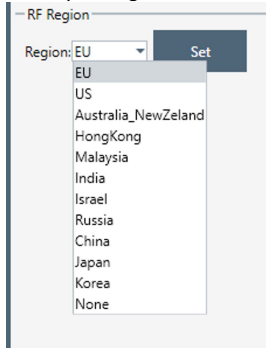 RF Region
Region: EU Set
EU
US
Australia_NewZeland
HongKong
Malaysia
India
Israel
Russia
China
Japan
Korea
None